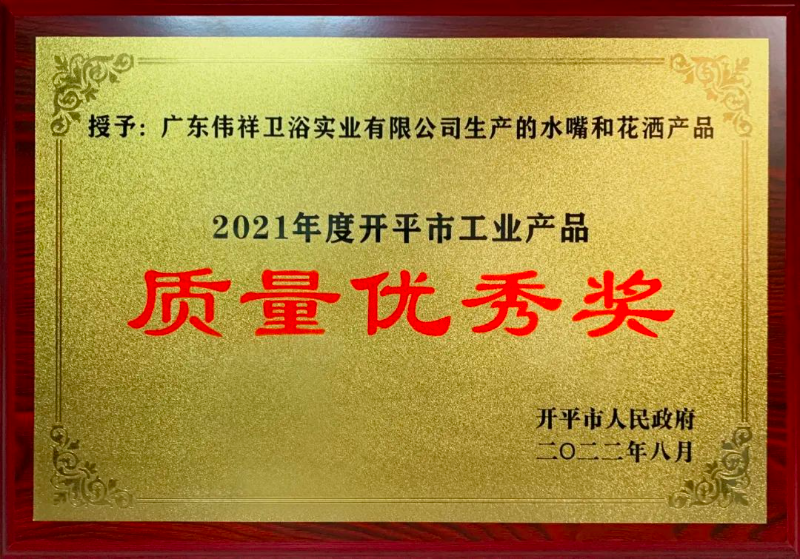 授予：广东伟祥卫浴实业有限公司生产的水嘴和花洒产品
2021年度开平市工业产品
质量优秀奖
开平市人民政府
二〇二二年八月